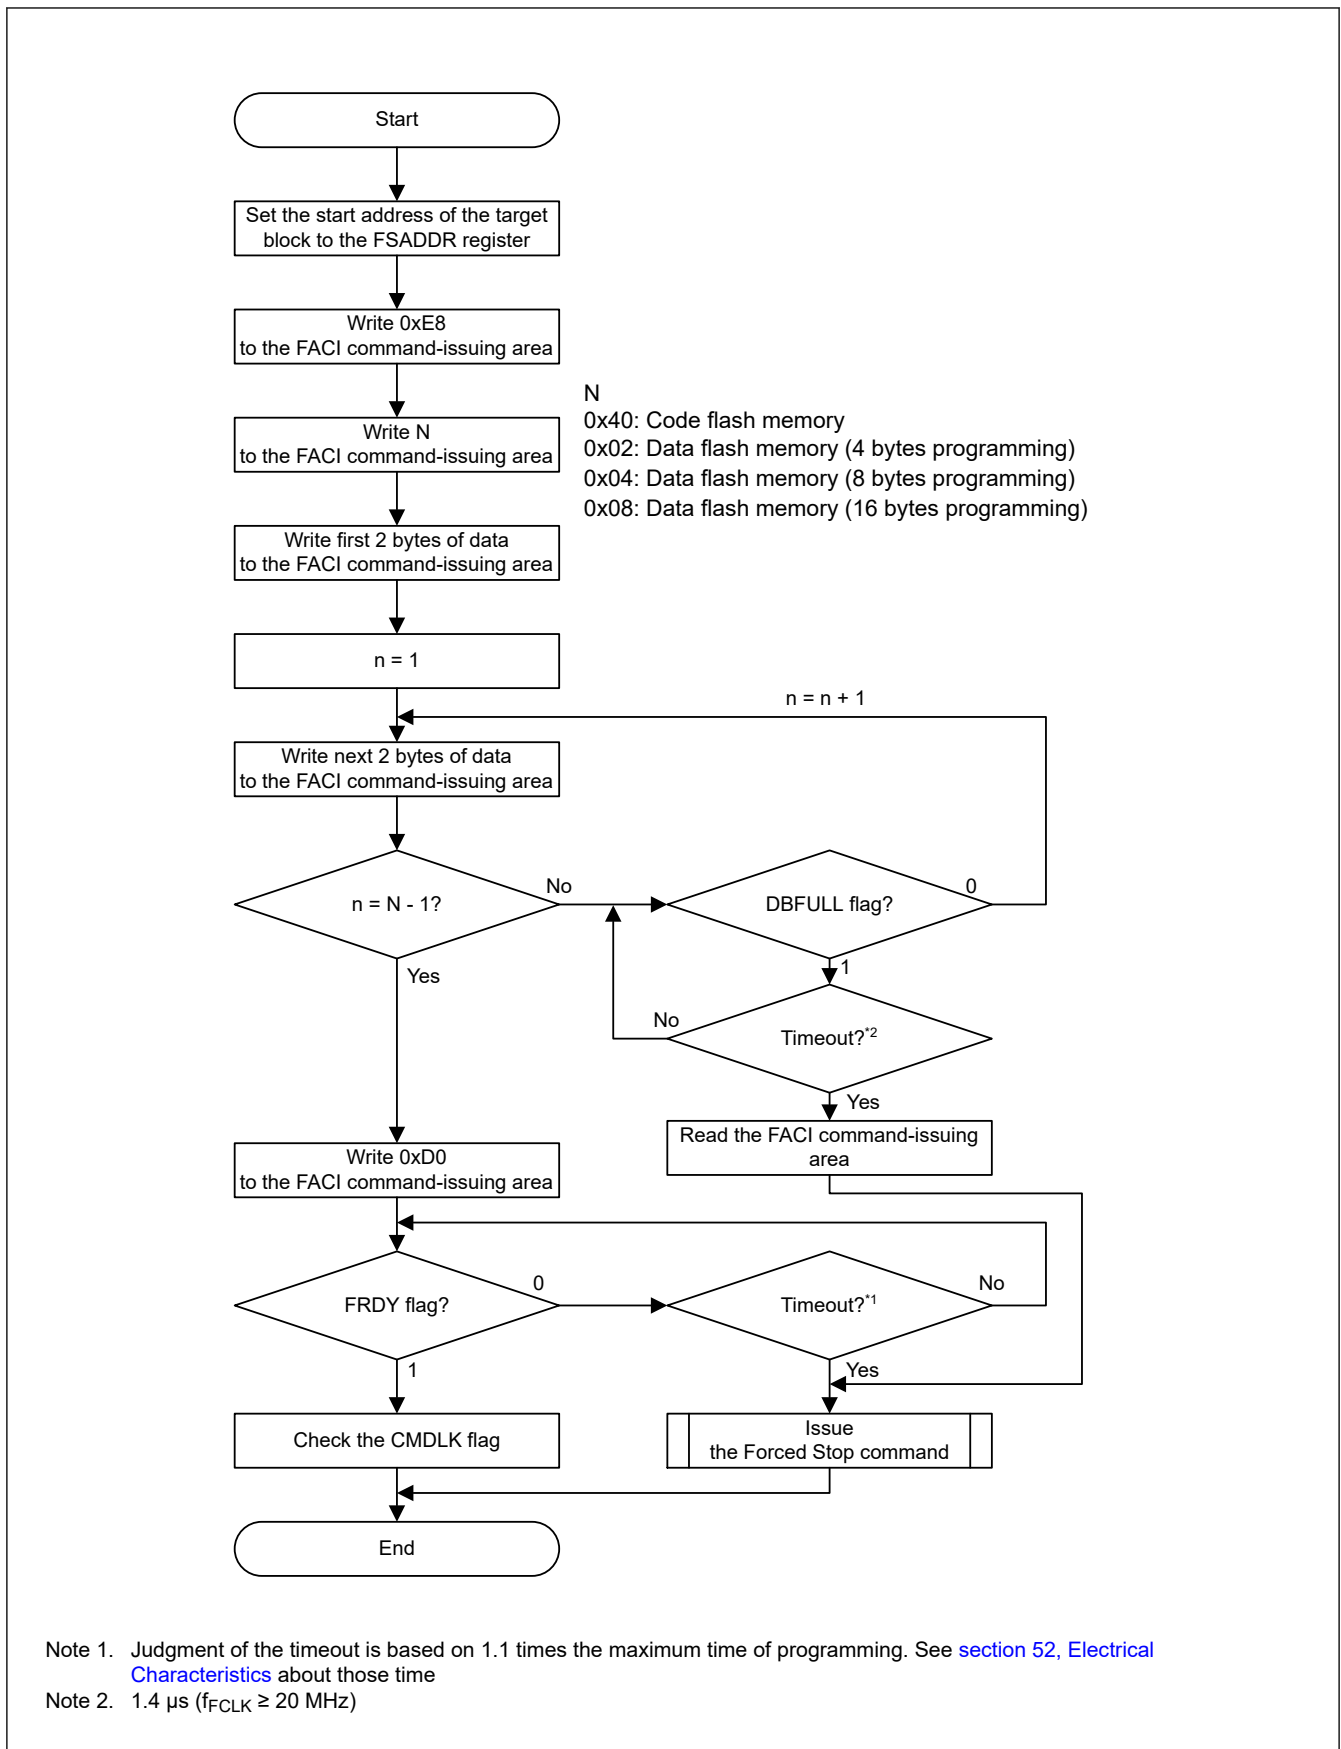 Start
Set the start address of the target
block to the FSADDR register
Write 0xE8
to the FACI command-issuing area
N
0x40: Code flash memory
0x02: Data flash memory (4 bytes programming)
0x04: Data flash memory (8 bytes programming)
0x08: Data flash memory (16 bytes programming)
Write N
to the FACI command-issuing area
Write first 2 bytes of data
to the FACI command-issuing area
n = 1
n = n + 1
Write next 2 bytes of data
to the FACI command-issuing area
n = N - 1?
No
DBFULL flag?
0
Yes
1
No
Timeout?*2
Yes
Read the FACI command-issuing
area
Write 0xD0
to the FACI command-issuing area
FRDY flag?
0
Timeout?*1
No
1
Yes
Check the CMDLK flag
Issue
the Forced Stop command
End
Note 1. Judgment of the timeout is based on 1.1 times the maximum time of programming. See section 52, Electrical
Characteristics about those time
Note 2. 1.4 μs (fFCLK ≥ 20 MHz)